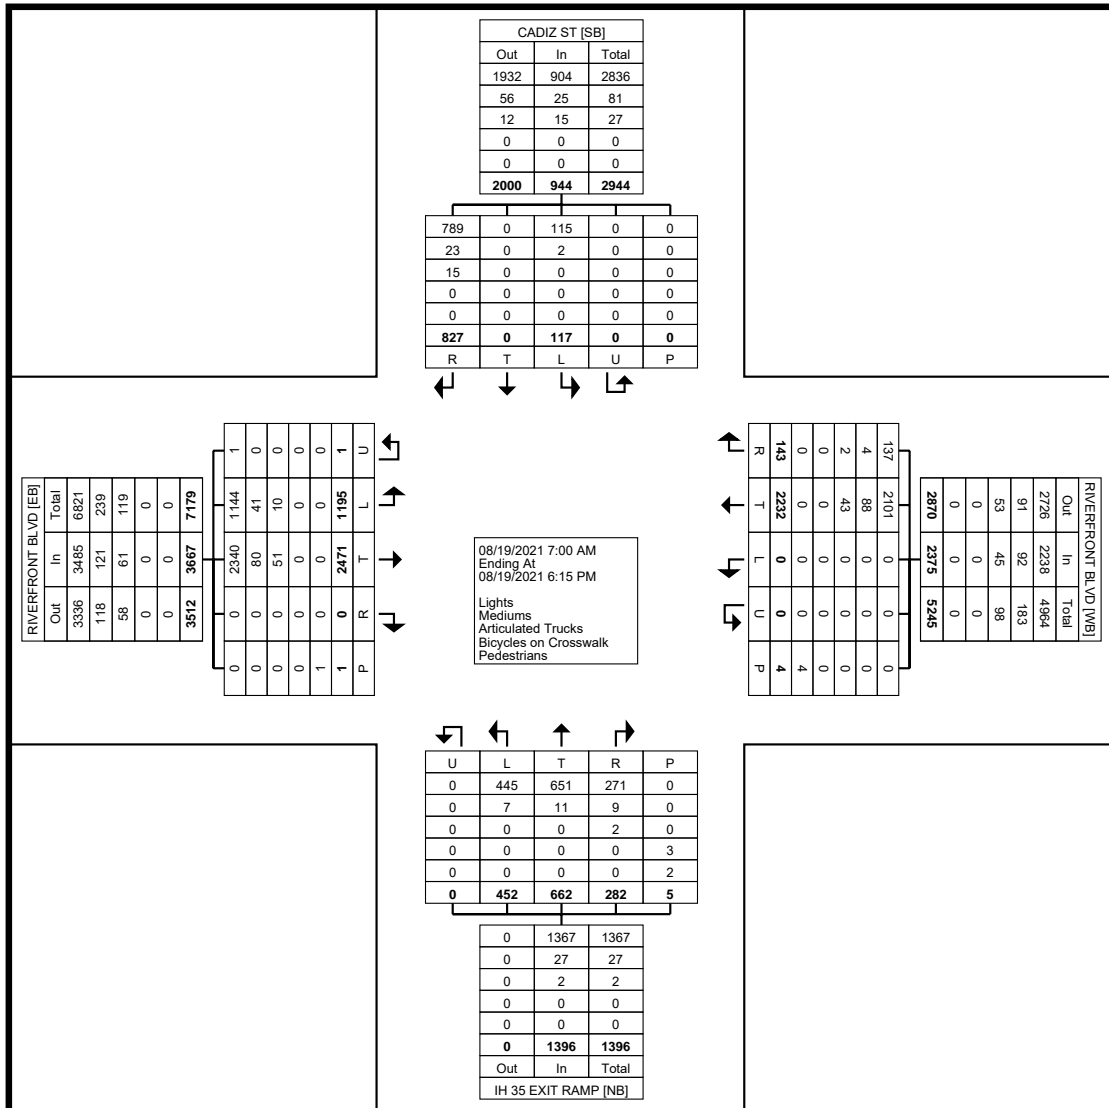 CADIZ ST [SB]
Out In Total
1932 904 2836
56 25 81
12 15 27
0 0 0
0 0 0
2000 944 2944
789 0 115 0 0
23 0 2 0 0
15 0 0 0 0
0 0 0 0 0
0 0 0 0 0
827 0 117 0 0
R T L U P
RIVERFRONT BLVD [EB]
Total 6821 239 119 0 0 7179
In 3485 121 61 0 0 3667
Out 3336 118 58 0 0 3512
1 0 0 0 0 1 U
1144 41 10 0 0 1195 L
2340 80 51 0 0 2471 T
0 0 0 0 0 0 R
0 0 0 0 1 1 P
08/19/2021 7:00 AM
Ending At
08/19/2021 6:15 PM
Lights
Mediums
Articulated Trucks
Bicycles on Crosswalk
Pedestrians
R 143 0 0 2 4 137
T 2232 0 0 43 88 2101
L 0 0 0 0 0 0
U 0 0 0 0 0 0
P 4 4 0 0 0 0
RIVERFRONT BLVD [WB]
2870 0 0 53 91 2726 Out
2375 0 0 45 92 2238 In
5245 0 0 98 183 4964 Total
U L T R P
0 445 651 271 0
0 7 11 9 0
0 0 0 2 0
0 0 0 0 3
0 0 0 0 2
0 452 662 282 5
0 1367 1367
0 27 27
0 2 2
0 0 0
0 0 0
0 1396 1396
Out In Total
IH 35 EXIT RAMP [NB]